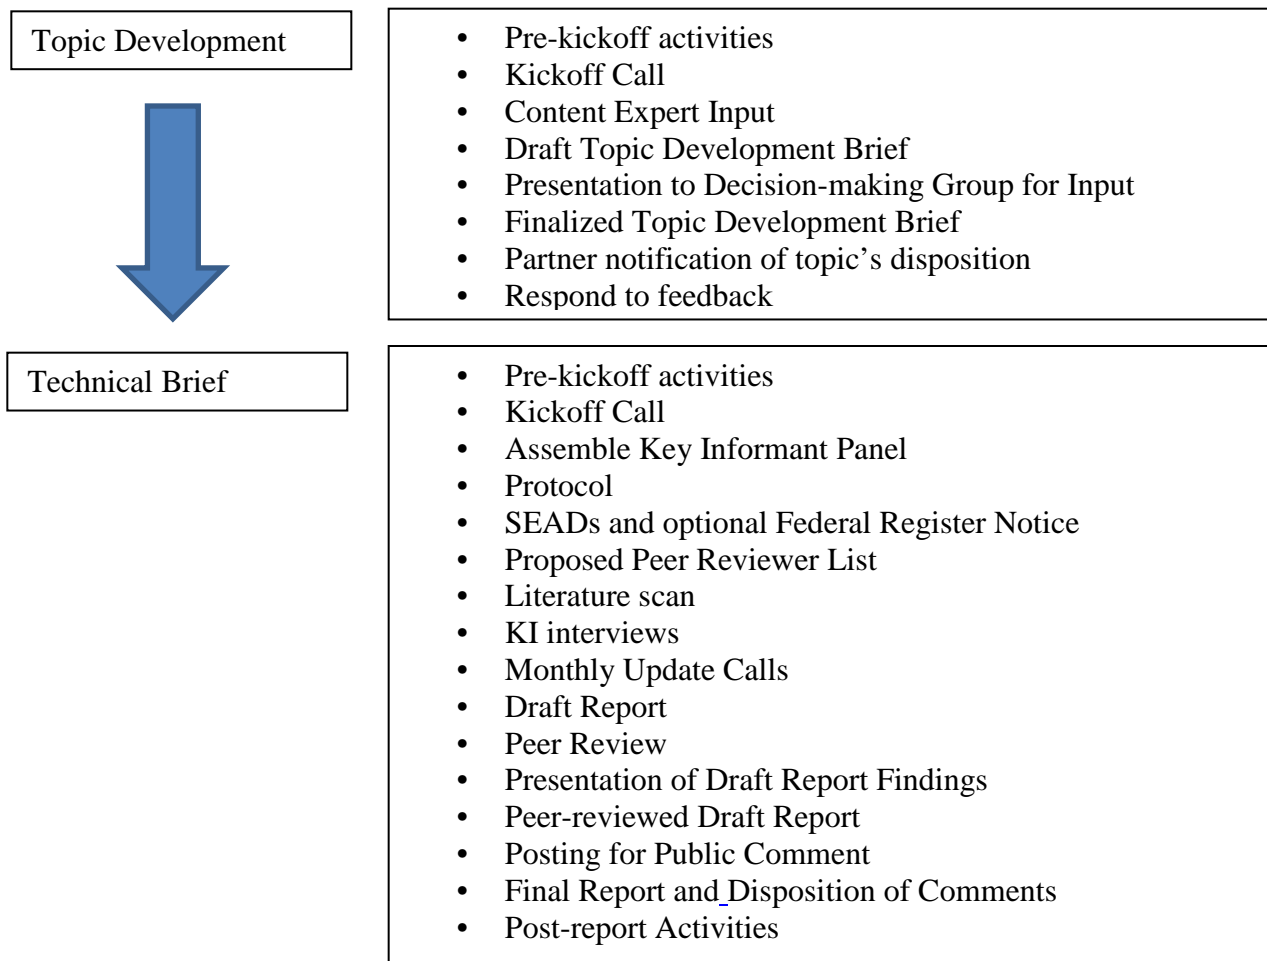 Topic Development
• Pre-kickoff activities
• Kickoff Call
• Content Expert Input
• Draft Topic Development Brief
• Presentation to Decision-making Group for Input
• Finalized Topic Development Brief
• Partner notification of topic’s disposition
• Respond to feedback
Technical Brief
• Pre-kickoff activities
• Kickoff Call
• Assemble Key Informant Panel
• Protocol
• SEADs and optional Federal Register Notice
• Proposed Peer Reviewer List
• Literature scan
• KI interviews
• Monthly Update Calls
• Draft Report
• Peer Review
• Presentation of Draft Report Findings
• Peer-reviewed Draft Report
• Posting for Public Comment
• Final Report and Disposition of Comments
• Post-report Activities